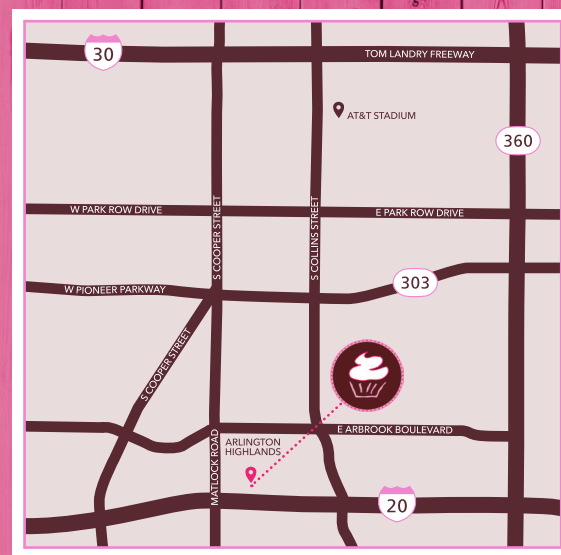 30
TOM LANDRY FREEWAY
AT&T STADIUM
360
W PARK ROW DRIVE
S COOPER STREET
S COLLINS STREET
E PARK ROW DRIVE
W PIONEER PARKWAY
303
S COOPER STREET
MATLOCK ROAD
ARLINGTON
HIGHLANDS
E ARBROOK BOULEVARD
20